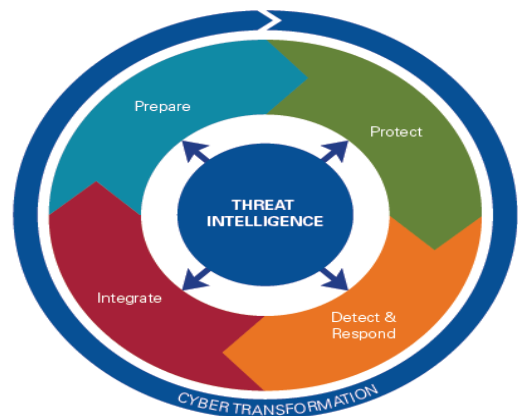 Prepare
Protect
THREAT
INTELLIGENCE
Integrate
Detect &
Respond
CYBER TRANSFORMATION